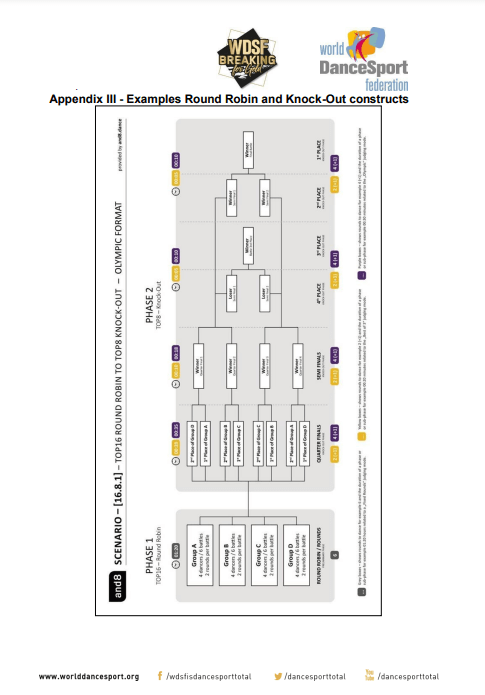 WDSF
BREAKING
for Gold
world
DanceSport
federation
Appendix III - Examples Round Robin and Knock-Out constructs
and8 SCENARIO – [16.8.1] – TOP16 ROUND ROBIN TO TOP8 KNOCK-OUT – OLYMPIC FORMAT
provided by and8.dance
PHASE 1
TOP16 – Round Robin
PHASE 2
TOP8 – Knock-Out
Group A
4 dancers / 6 battles
2 rounds per battle
Group B
4 dancers / 6 battles
2 rounds per battle
Group C
4 dancers / 6 battles
2 rounds per battle
Group D
4 dancers / 6 battles
2 rounds per battle
ROUND ROBIN / ROUNDS
2nd Place of Group D
1st Place of Group A
2nd Place of Group B
1st Place of Group C
2nd Place of Group C
1st Place of Group B
2nd Place of Group A
1st Place of Group D
QUARTER FINALS
Winner
Winner
Winner
Winner
SEMI FINALS
Loser
Loser
4th PLACE
Winner
3rd PLACE
Winner
Winner
2nd PLACE
Winner
1st PLACE
www.worlddancesport.org
/wdsfisdancesporttotal
/dancesporttotal
You
Tube
/dancesporttotal